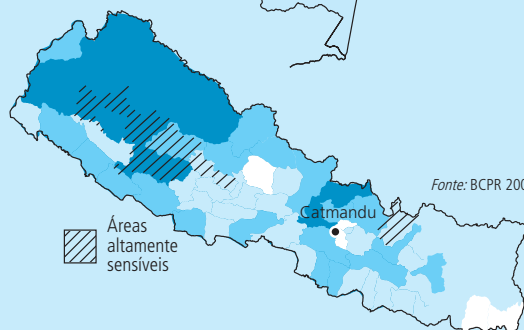 Fonte: BCPR 200
Catmandu
Áreas
altamente
sensíveis